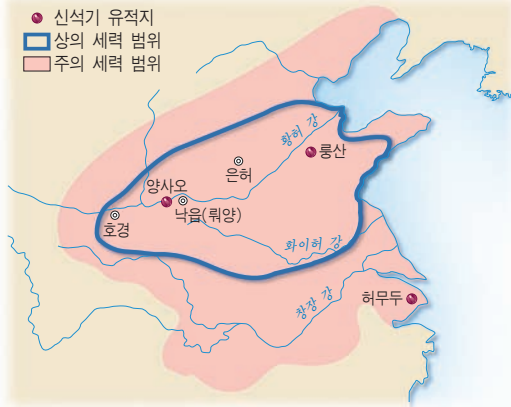 신석기 유적지
상의 세력 범위
주의 세력 범위
황허 강
룽산
은허
양사오
낙읍(뤄양)
호경
화이허 강
창장 강
허무두